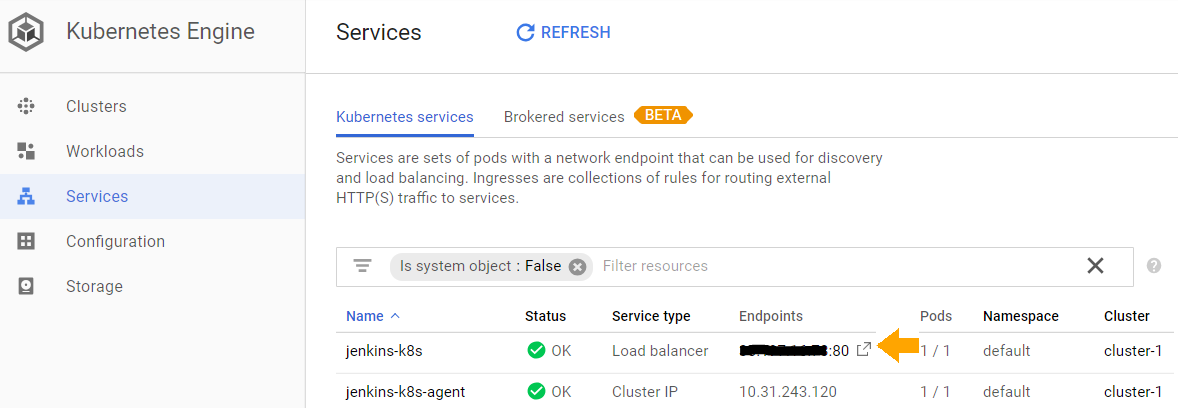 Kubernetes Engine
Services
REFRESH
Clusters
Workloads
Services
Configuration
Storage
Kubernetes services
Brokered services
BETA
Services are sets of pods with a network endpoint that can be used for discovery
and load balancing. Ingresses are collections of rules for routing external
HTTP(S) traffic to services.
Is system object : False Filter resources
Name Status Service type Endpoints Pods Namespace Cluster
jenkins-k8s OK Load balancer :80 1 / 1 default cluster-1
jenkins-k8s-agent OK Cluster IP 10.31.243.120 1 / 1 default cluster-1